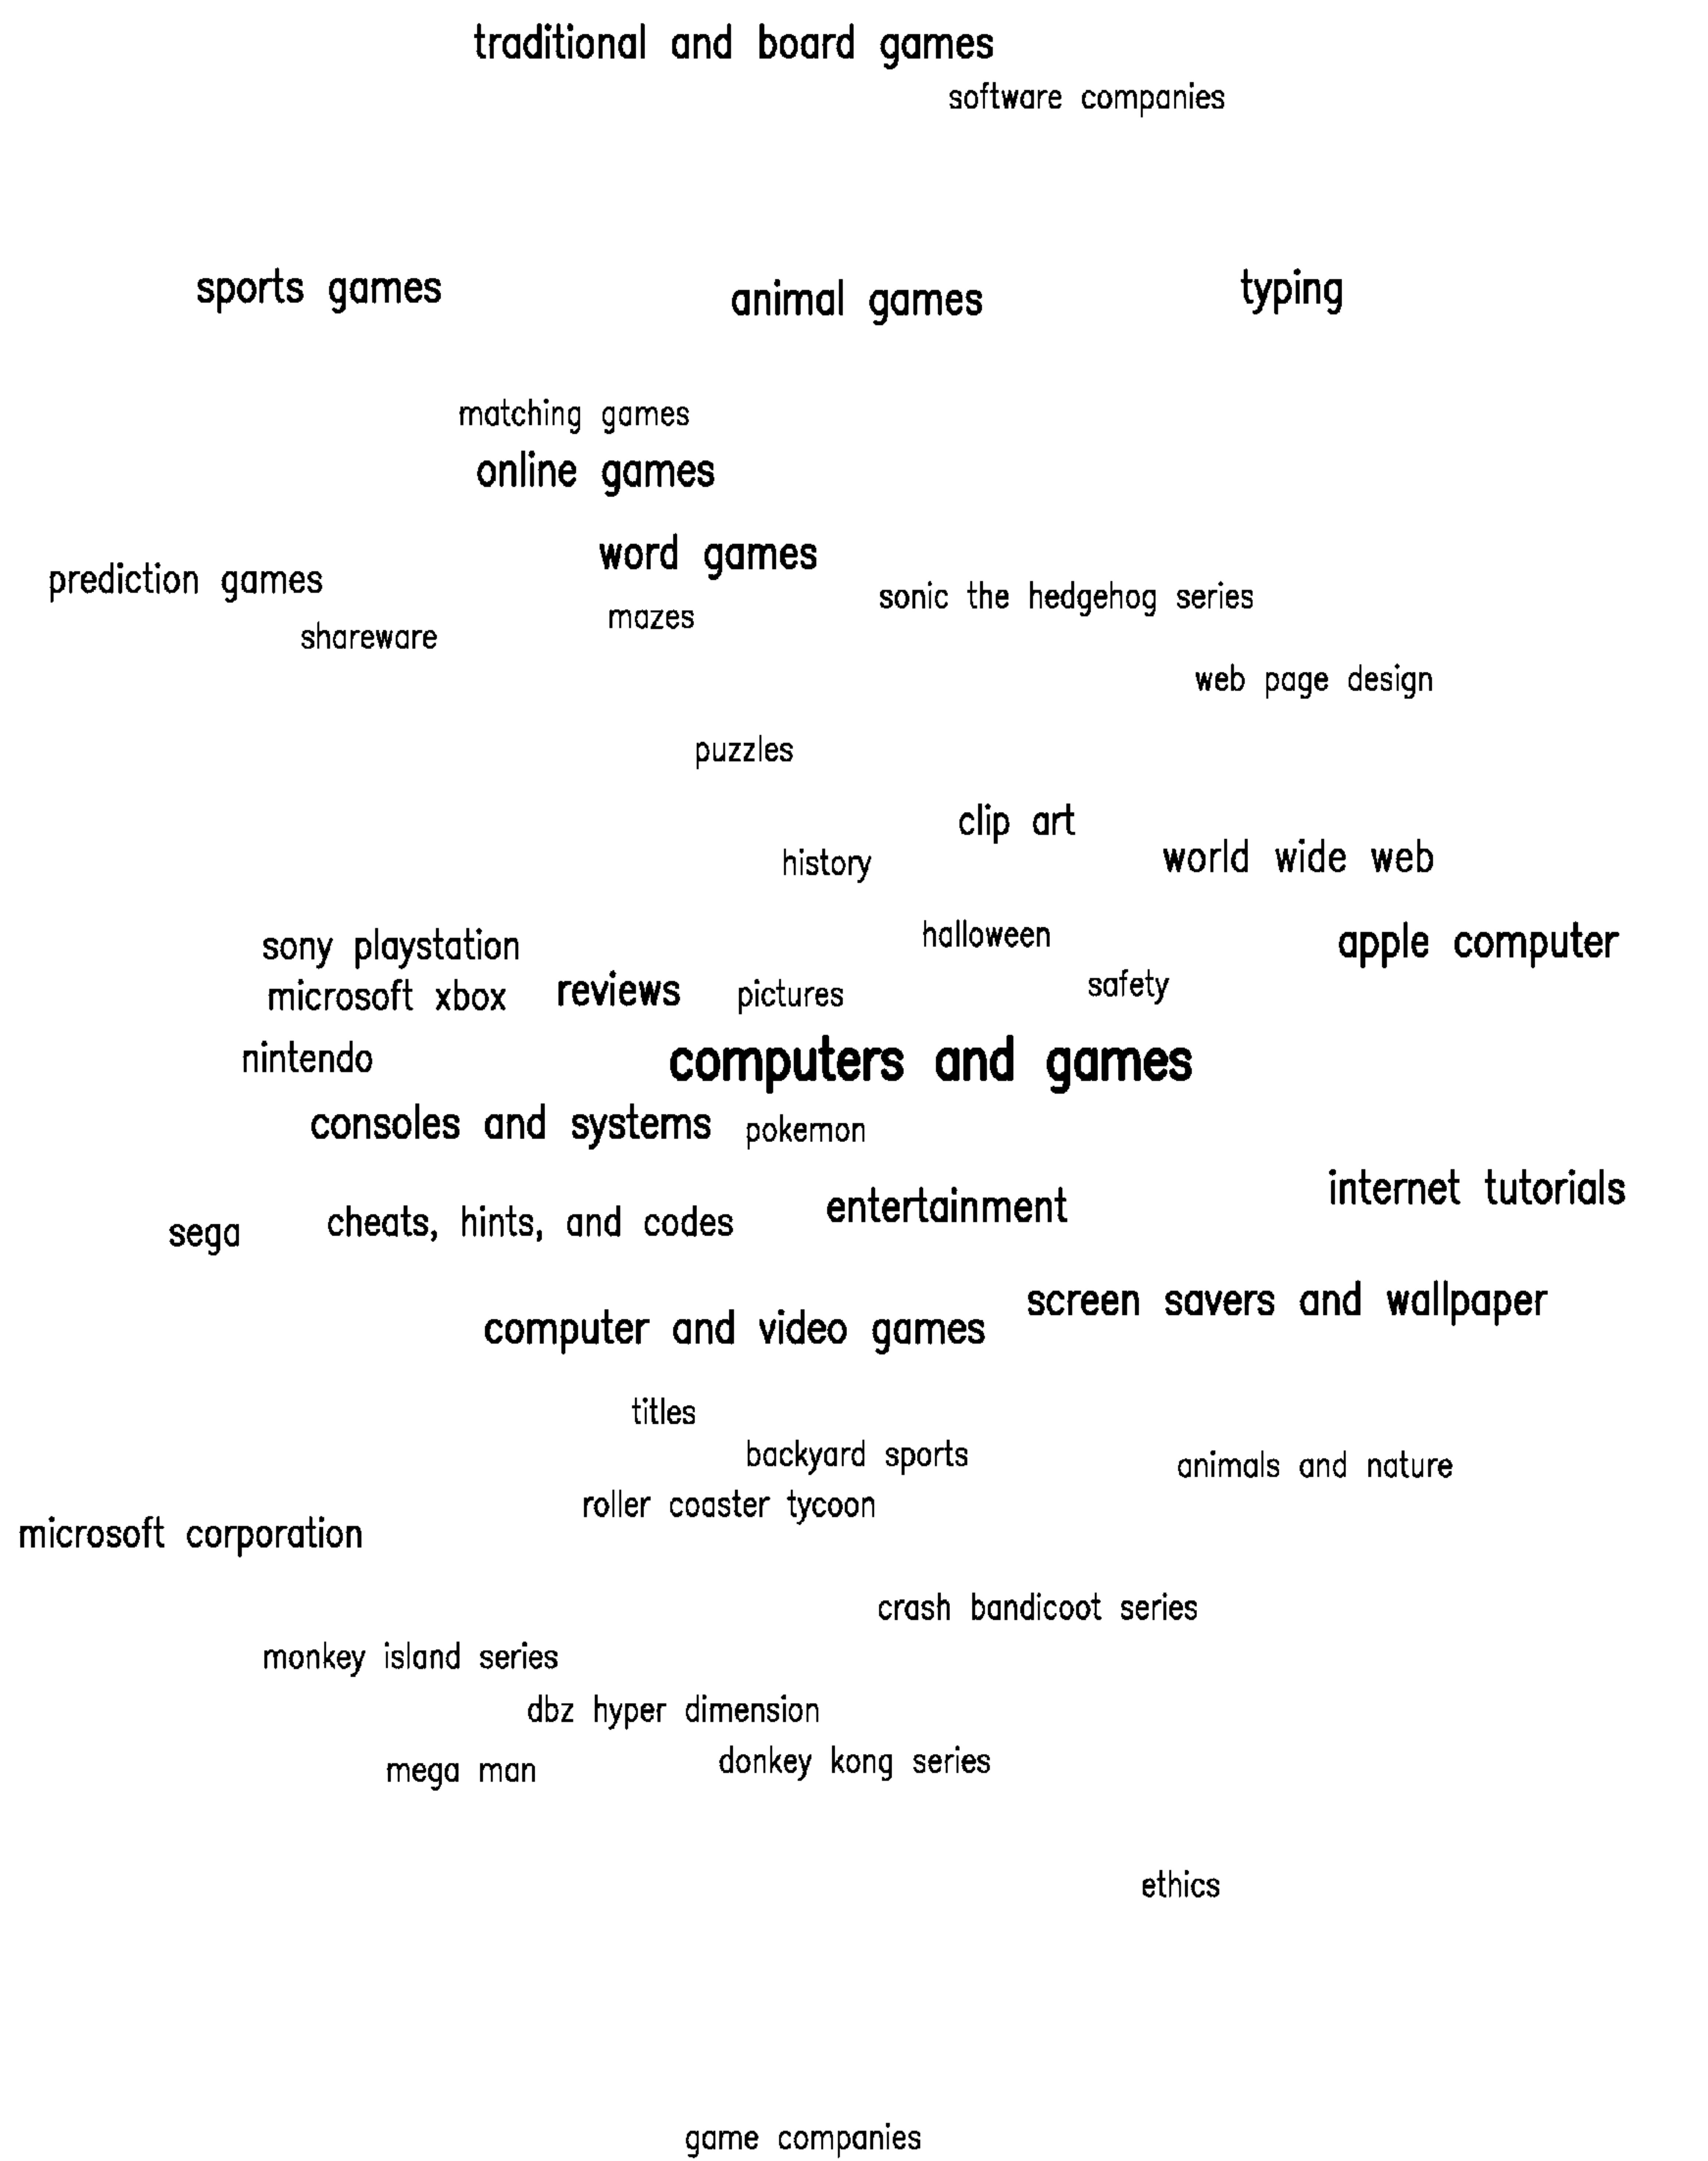 traditional and board games
software companies
sports games
animal games
typing
matching games
online games
word games
prediction games
sonic the hedgehog series
mazes
shareware
web page design
puzzles
clip art
history
world wide web
halloween
sony playstation
apple computer
microsoft xbox
reviews
pictures
safety
nintendo
computers and games
consoles and systems
pokemon
internet tutorials
entertainment
sega
cheats, hints, and codes
screen savers and wallpaper
computer and video games
titles
backyard sports
animals and nature
roller coaster tycoon
microsoft corporation
crash bandicoot series
monkey island series
dbz hyper dimension
mega man
donkey kong series
ethics
game companies